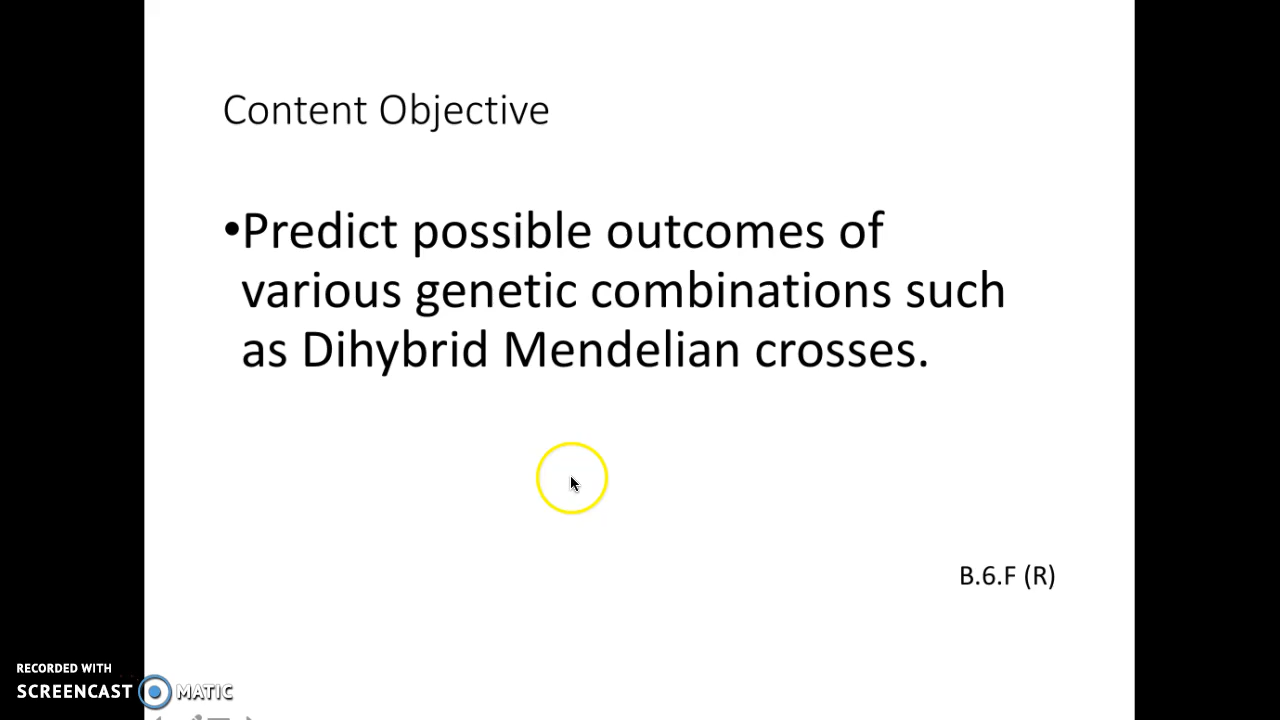 Content Objective
•Predict possible outcomes of
various genetic combinations such
as Dihybrid Mendelian crosses.
B.6.F (R)
RECORDED WITH
SCREENCAST MATIC